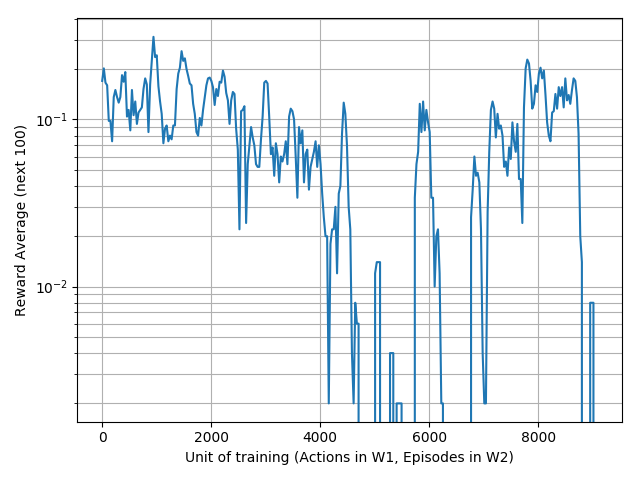 Reward Average (next 100)
10⁻¹
10⁻²
0 2000 4000 6000 8000
Unit of training (Actions in W1, Episodes in W2)